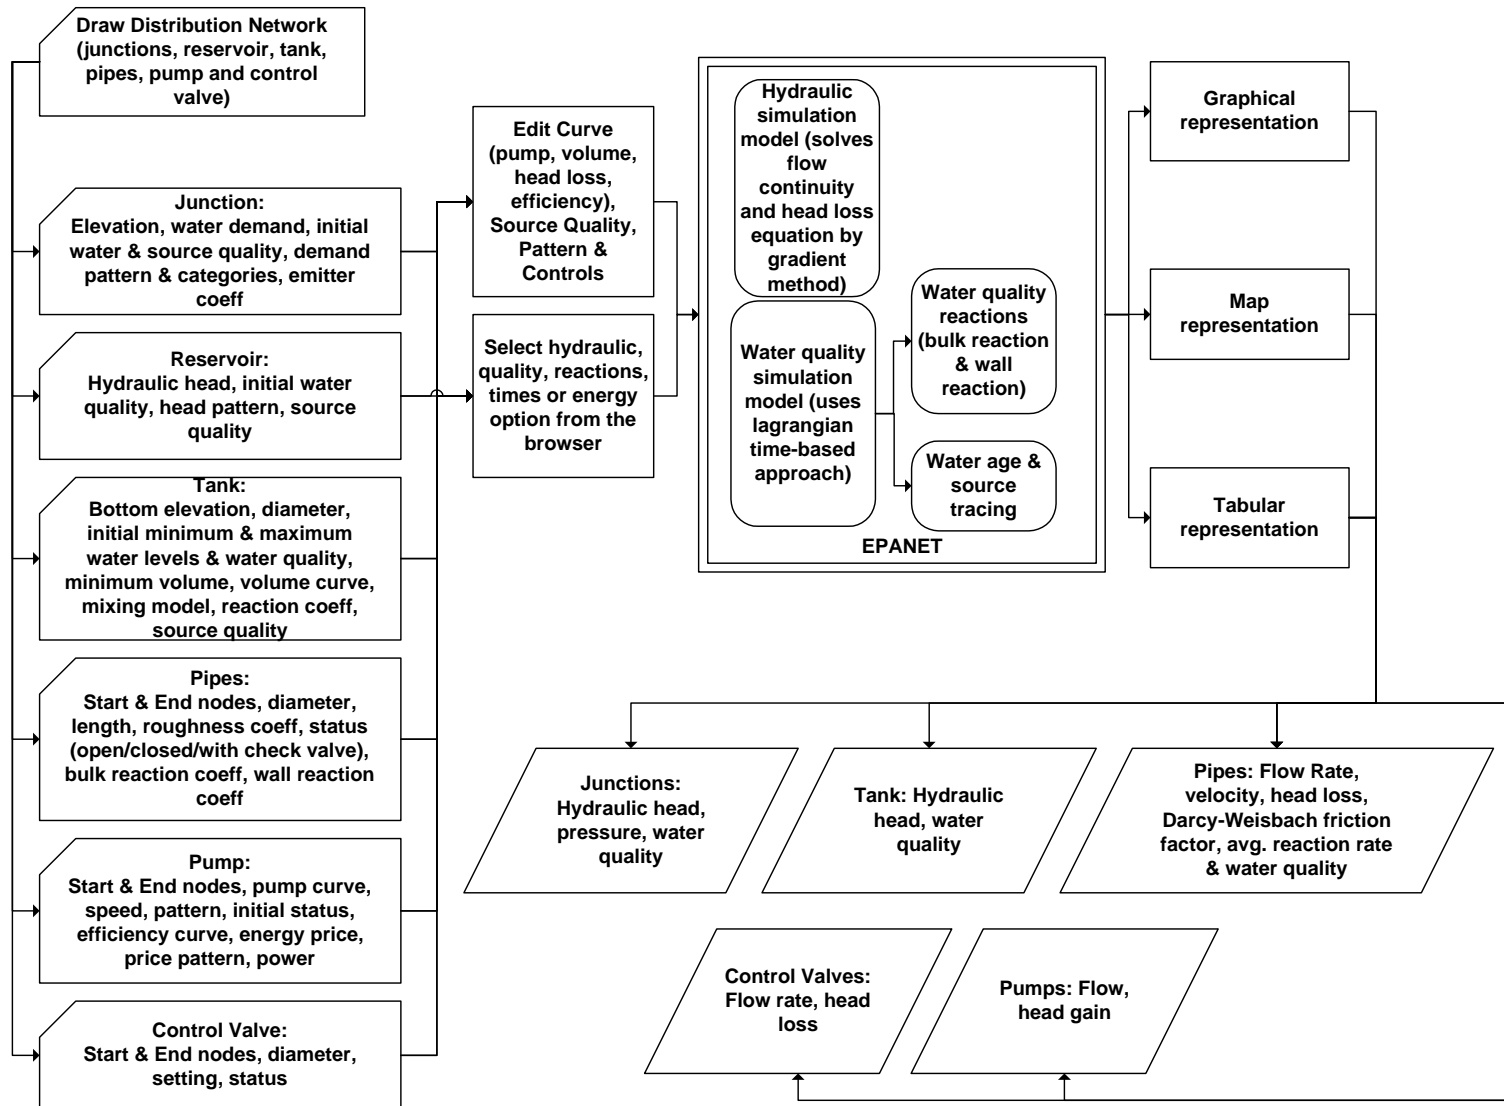 Draw Distribution Network
(junctions, reservoir, tank,
pipes, pump and control
valve)
Junction:
Elevation, water demand, initial
water & source quality, demand
pattern & categories, emitter
coeff
Reservoir:
Hydraulic head, initial water
quality, head pattern, source
quality
Tank:
Bottom elevation, diameter,
initial minimum & maximum
water levels & water quality,
minimum volume, volume curve,
mixing model, reaction coeff,
source quality
Pipes:
Start & End nodes, diameter,
length, roughness coeff, status
(open/closed/with check valve),
bulk reaction coeff, wall reaction
coeff
Pump:
Start & End nodes, pump curve,
speed, pattern, initial status,
efficiency curve, energy price,
price pattern, power
Control Valve:
Start & End nodes, diameter,
setting, status
Edit Curve
(pump, volume,
head loss,
efficiency),
Source Quality,
Pattern &
Controls
Select hydraulic,
quality, reactions,
times or energy
option from the
browser
Hydraulic
simulation
model (solves
flow
continuity
and head loss
equation by
gradient
method)
Water quality
simulation
model (uses
lagrangian
time-based
approach)
Water quality
reactions
(bulk reaction
& wall
reaction)
Water age &
source
tracing
EPANET
Graphical
representation
Map
representation
Tabular
representation
Junctions:
Hydraulic head,
pressure, water
quality
Tank: Hydraulic
head, water
quality
Pipes: Flow Rate,
velocity, head loss,
Darcy-Weisbach friction
factor, avg. reaction rate
& water quality
Control Valves:
Flow rate, head
loss
Pumps: Flow,
head gain